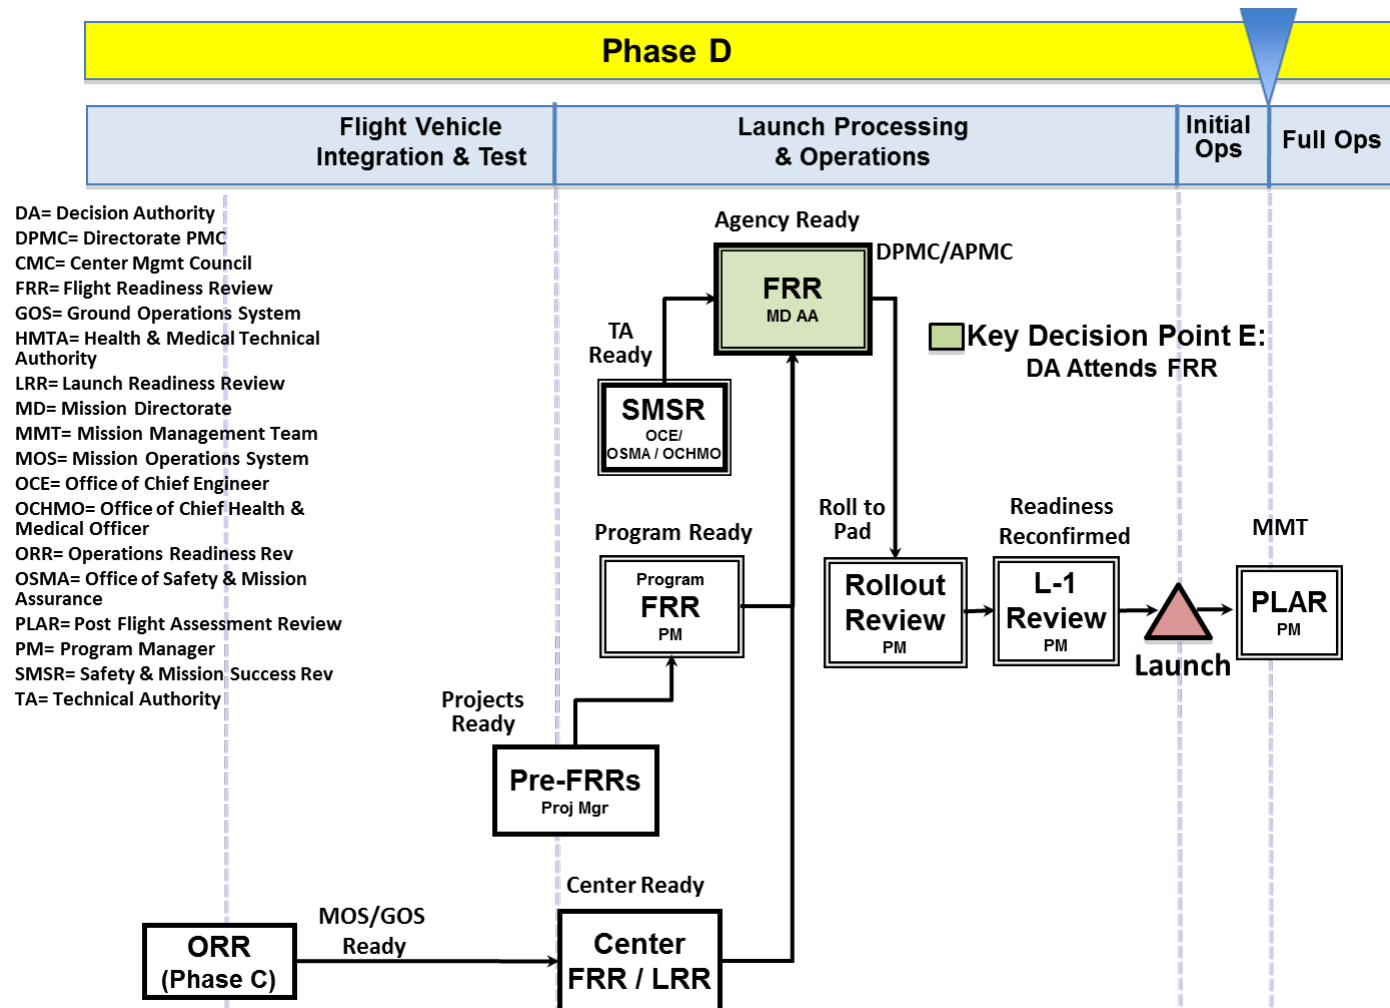 Phase D
Flight Vehicle
Integration & Test
Launch Processing
& Operations
Initial
Ops
Full Ops
DA= Decision Authority
DPMC= Directorate PMC
CMC= Center Mgmt Council
FRR= Flight Readiness Review
GOS= Ground Operations System
HMTA= Health & Medical Technical
Authority
LRR= Launch Readiness Review
MD= Mission Directorate
MMT= Mission Management Team
MOS= Mission Operations System
OCE= Office of Chief Engineer
OCHMO= Office of Chief Health &
Medical Officer
ORR= Operations Readiness Rev
OSMA= Office of Safety & Mission
Assurance
PLAR= Post Flight Assessment Review
PM= Program Manager
SMSR= Safety & Mission Success Rev
TA= Technical Authority
Agency Ready
DPMC/APMC
FRR
MD AA
Key Decision Point E:
DA Attends FRR
TA
Ready
SMSR
OCE/
OSMA / OCHMO
Program Ready
Program
FRR
PM
Roll to
Pad
Rollout
Review
PM
Readiness
Reconfirmed
L-1
Review
PM
Launch
MMT
PLAR
PM
Projects
Ready
Pre-FRRs
Proj Mgr
Center Ready
Center
FRR / LRR
MOS/GOS
Ready
ORR
(Phase C)